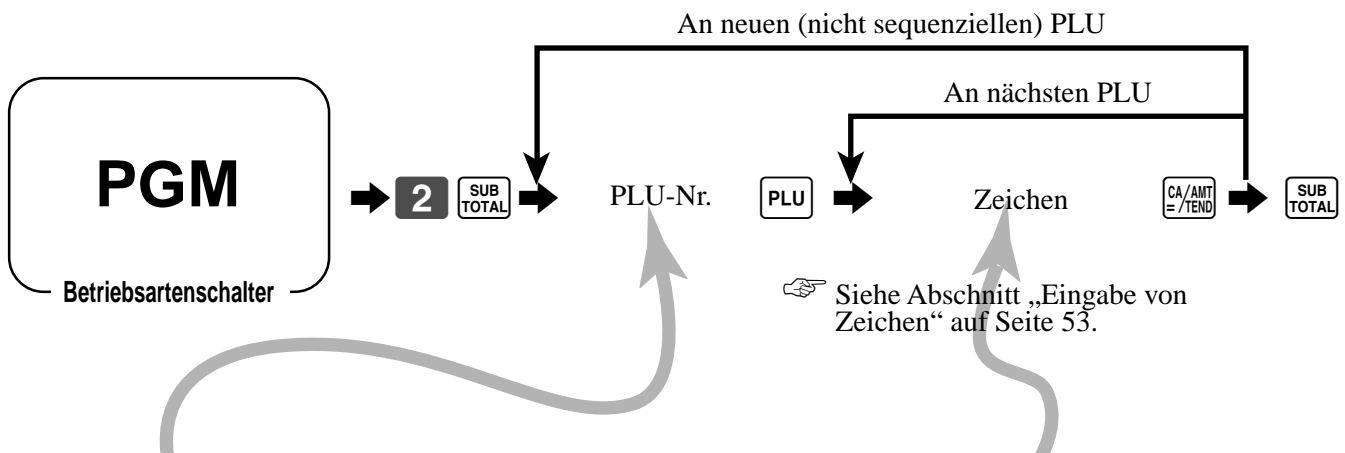 An neuen (nicht sequenziellen) PLU
An nächsten PLU
PGM
2 SUB TOTAL PLU-Nr. PLU Zeichen CA/AMT = /TEND SUB TOTAL
Betriebsartenschalter
☞ Siehe Abschnitt „Eingabe von
Zeichen“ auf Seite 53.